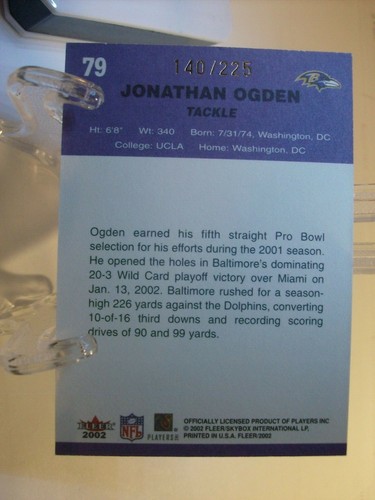 79
140/225
JONATHAN OGDEN
TACKLE
Ht: 6'8" Wt: 340 Born: 7/31/74, Washington, DC
College: UCLA Home: Washington, DC
Ogden earned his fifth straight Pro Bowl
selection for his efforts during the 2001 season.
He opened the holes in Baltimore's dominating
20-3 Wild Card playoff victory over Miami on
Jan. 13, 2002. Baltimore rushed for a season-
high 226 yards against the Dolphins, converting
10-of-16 third downs and recording scoring
drives of 90 and 99 yards.
FLEER
2002
NFL
PLAYERS
OFFICIALLY LICENSED PRODUCT OF PLAYERS INC
© 2002 FLEER/SKYBOX INTERNATIONAL LP.
PRINTED IN U.S.A. FLEER/2002